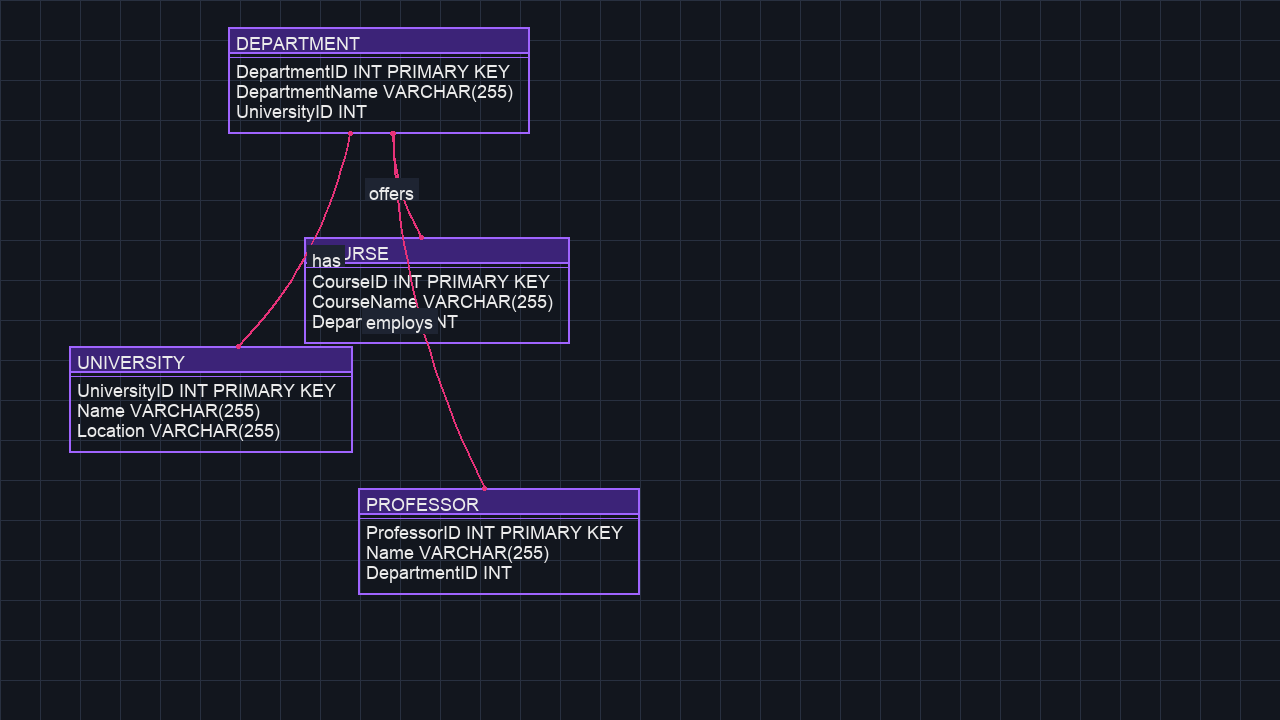 DEPARTMENT
DepartmentID INT PRIMARY KEY
DepartmentName VARCHAR(255)
UniversityID INT
offers
has
URSE
CourseID INT PRIMARY KEY
CourseName VARCHAR(255)
Depar
employs
NT
UNIVERSITY
UniversityID INT PRIMARY KEY
Name VARCHAR(255)
Location VARCHAR(255)
PROFESSOR
ProfessorID INT PRIMARY KEY
Name VARCHAR(255)
DepartmentID INT